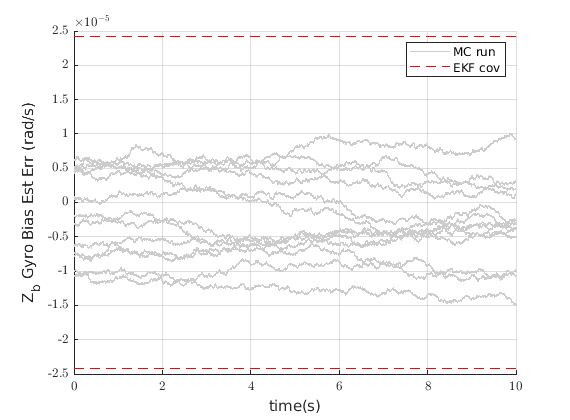 ×10⁻⁵
2.5
2
1.5
1
0.5
0
-0.5
-1
-1.5
-2
-2.5
Z_b Gyro Bias Est Err (rad/s)
MC run
EKF cov
0 2 4 6 8 10
time(s)